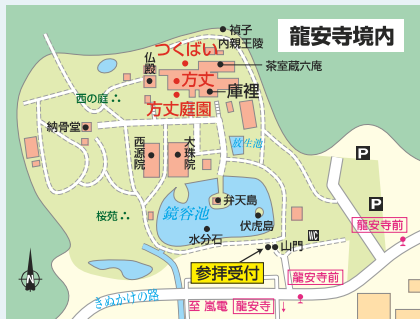 龍安寺境内
禎子
内親王陵
つくばい
仏殿
茶室蔵六庵
方丈
庫裡
西の庭
方丈庭園
納骨堂
西源院
大珠院
放生池
P
P
弁天島
鏡容池
伏虎島
桜苑
水分石
WC
山門
龍安寺前
参拝受付
龍安寺前
きぬかけの路
至 嵐電 龍安寺